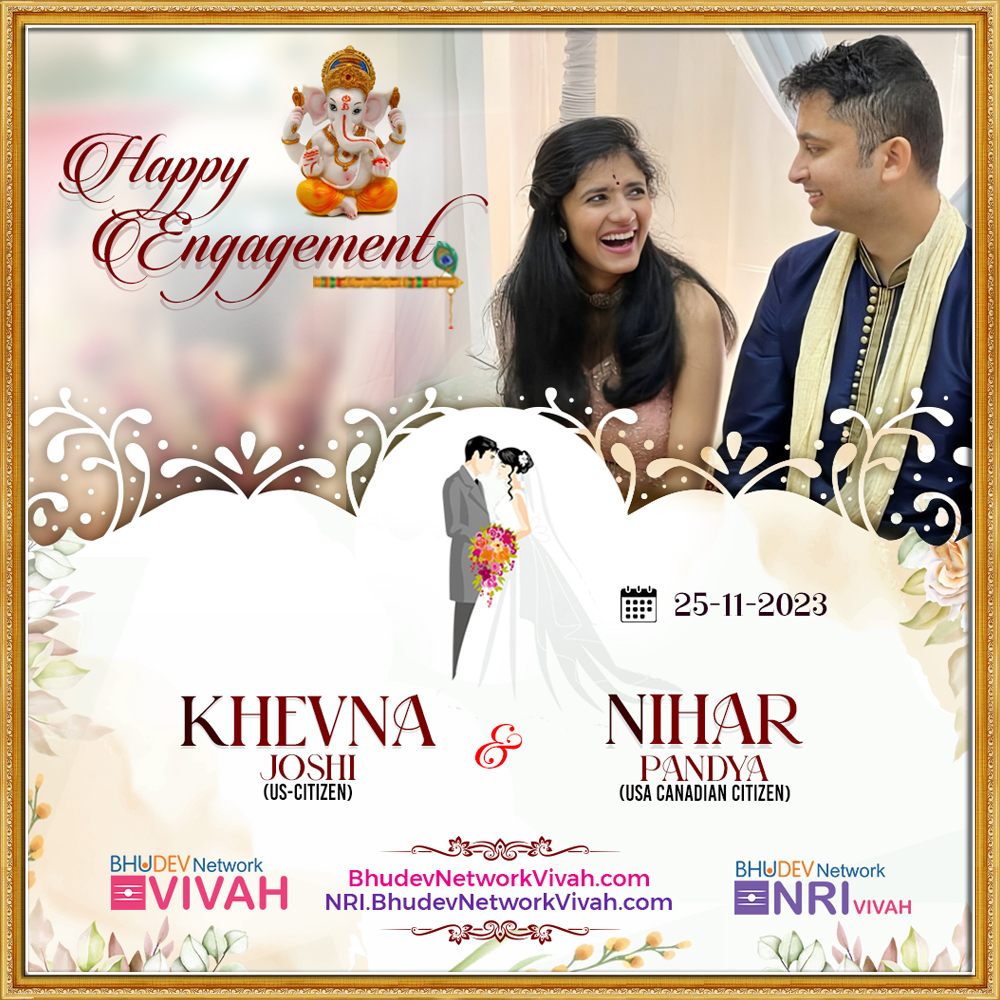 Happy
Engagement
25-11-2023
KHEVNA
JOSHI
(US-CITIZEN)
&
NIHAR
PANDYA
(USA CANADIAN CITIZEN)
BHUDEV Network
VIVAH
BhudevNetworkVivah.com
NRI.BhudevNetworkVivah.com
BHUDEV Network
NRI VIVAH